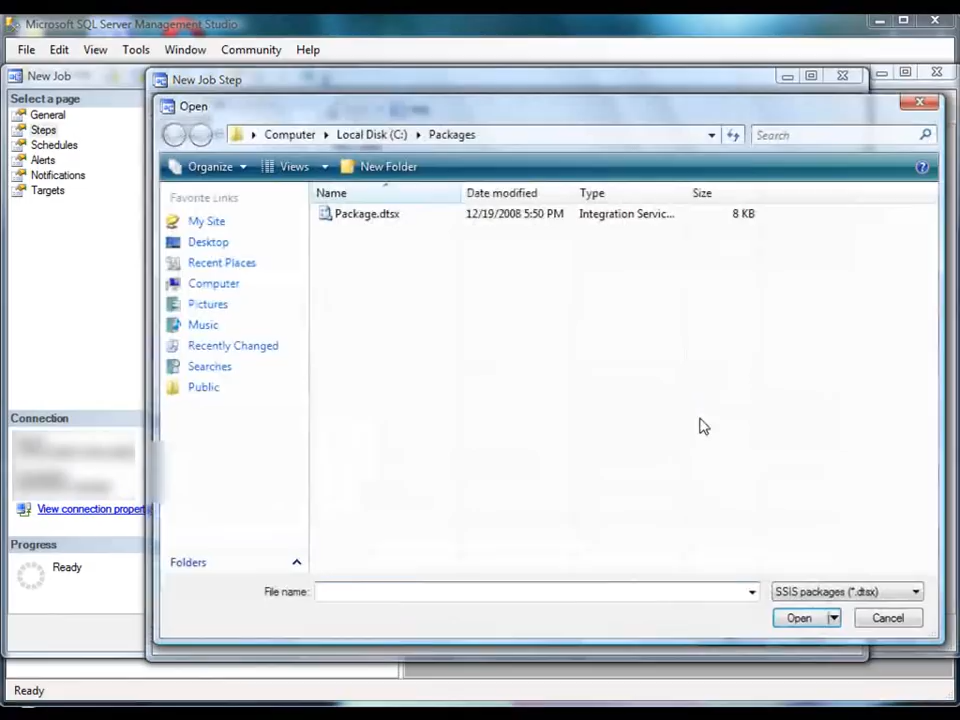 Microsoft SQL Server Management Studio
File Edit View Tools Window Community Help
New Job
New Job Step
Select a page
General
Steps
Schedules
Alerts
Notifications
Targets
Connection
View connection propert
Progress
Ready
Open
Computer Local Disk (C:) Packages
Search
Organize Views New Folder
Favorite Links
My Site
Desktop
Recent Places
Computer
Pictures
Music
Recently Changed
Searches
Public
Folders
Name Date modified Type Size
Package.dtsx 12/19/2008 5:50 PM Integration Servic... 8 KB
File name: SSIS packages (*.dtsx)
Open Cancel
Ready